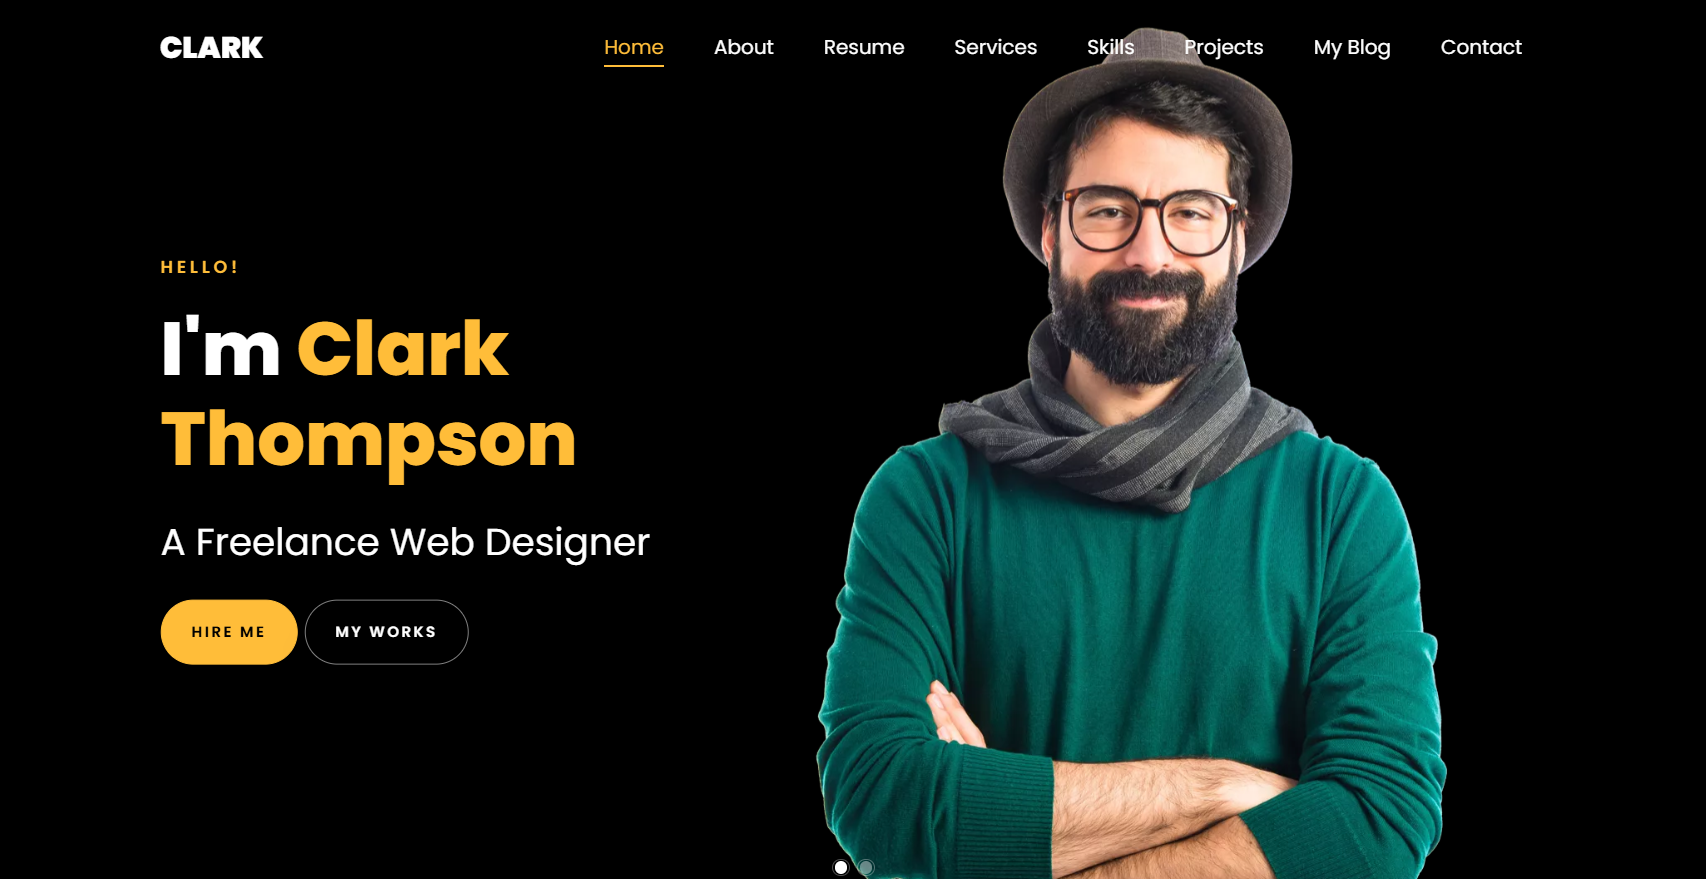 CLARK
Home About Resume Services Skills Projects My Blog Contact
HELLO!
I'm Clark
Thompson
A Freelance Web Designer
HIRE ME MY WORKS